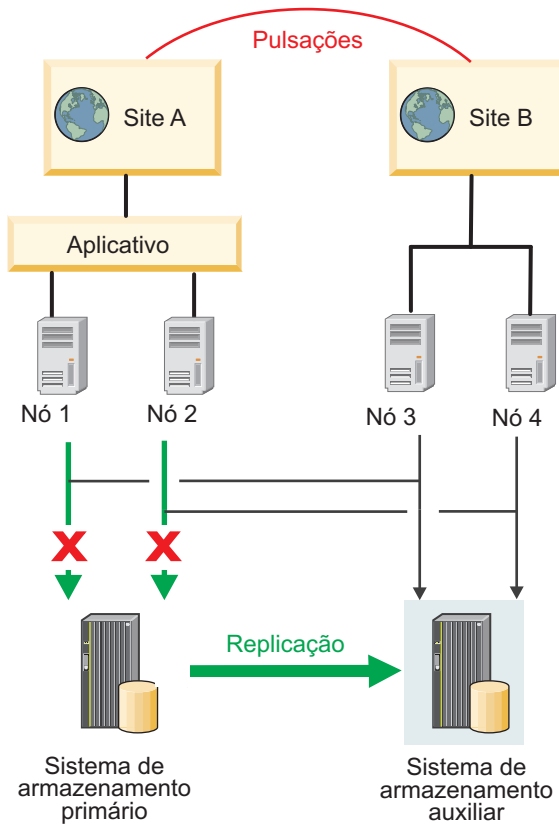 Pulsações
Site A
Site B
Aplicativo
Nó 1
Nó 2
Nó 3
Nó 4
X
X
Replicação
Sistema de
armazenamento
primário
Sistema de
armazenamento
auxiliar